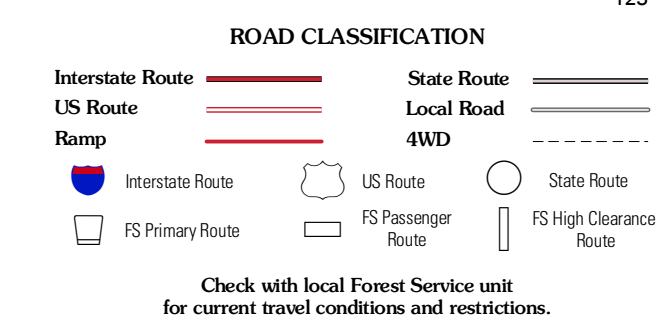 ROAD CLASSIFICATION
Interstate Route State Route
US Route Local Road
Ramp 4WD
Interstate Route US Route State Route
FS Primary Route FS Passenger Route FS High Clearance Route
Check with local Forest Service unit
for current travel conditions and restrictions.